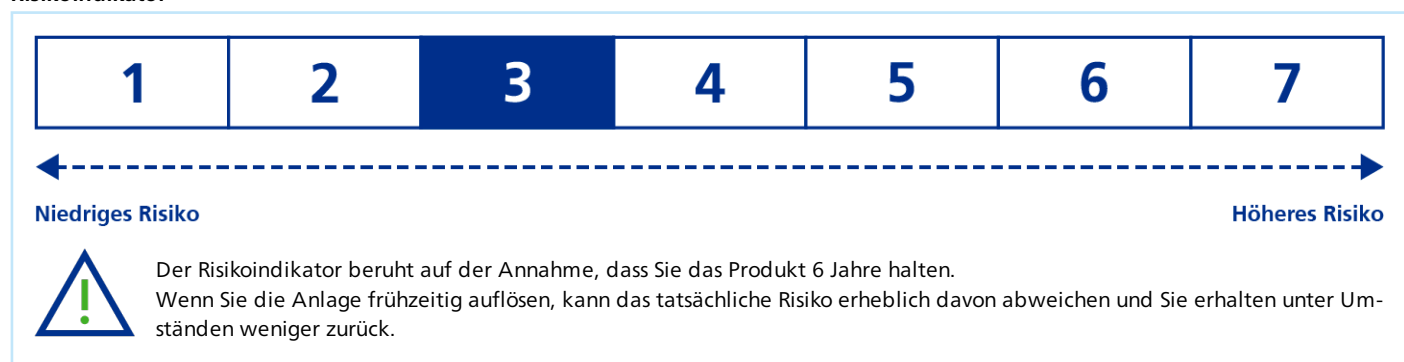 Risikoindikator
1 2 3 4 5 6 7
Niedriges Risiko
Höheres Risiko
Der Risikoindikator beruht auf der Annahme, dass Sie das Produkt 6 Jahre halten.
Wenn Sie die Anlage frühzeitig auflösen, kann das tatsächliche Risiko erheblich davon abweichen und Sie erhalten unter Um-
ständen weniger zurück.